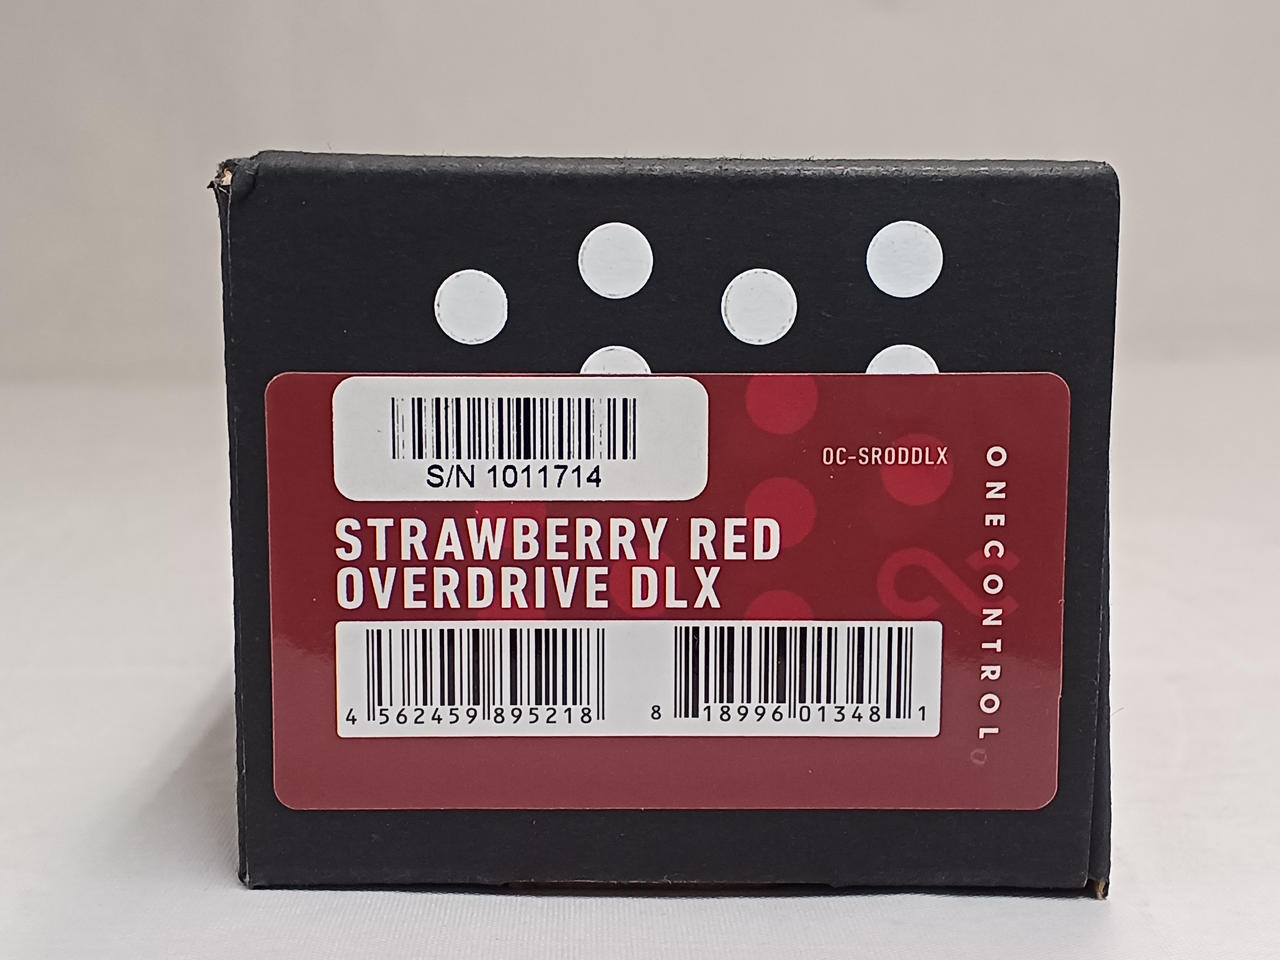 S/N 1011714
OC-SRODDLX
STRAWBERRY RED
OVERDRIVE DLX
4 562459 895218
8 18996 01348 1
ONECONTROL